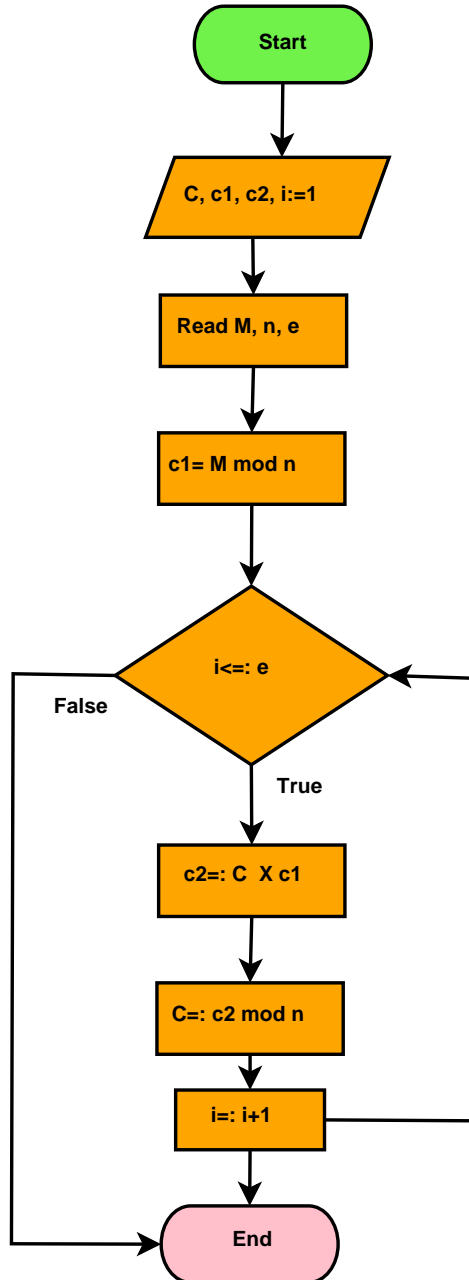 Start
C, c1, c2, i:=1
Read M, n, e
c1= M mod n
i<=: e
False
True
c2=: C  X c1
C=: c2 mod n
i=: i+1
End